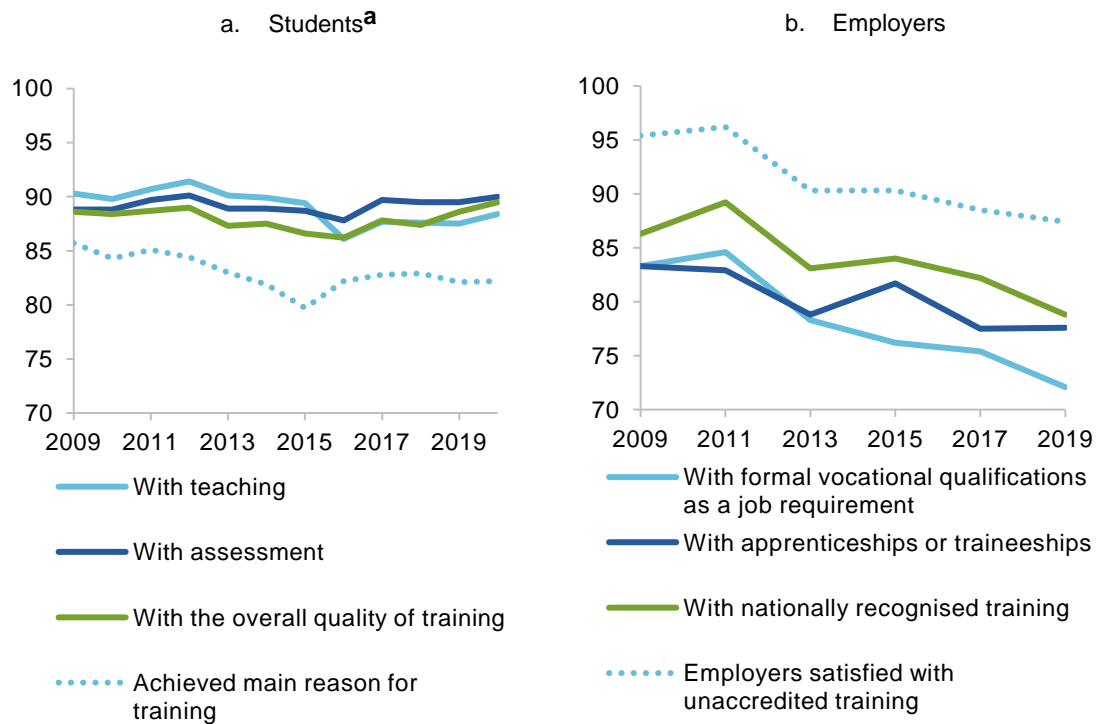 a. Studentsa
100
95
90
85
80
75
70
2009 2011 2013 2015 2017 2019
With teaching
With assessment
With the overall quality of training
Achieved main reason for
training
b. Employers
100
95
90
85
80
75
70
2009 2011 2013 2015 2017 2019
With formal vocational qualifications
as a job requirement
With apprenticeships or traineeships
With nationally recognised training
Employers satisfied with
unaccredited training